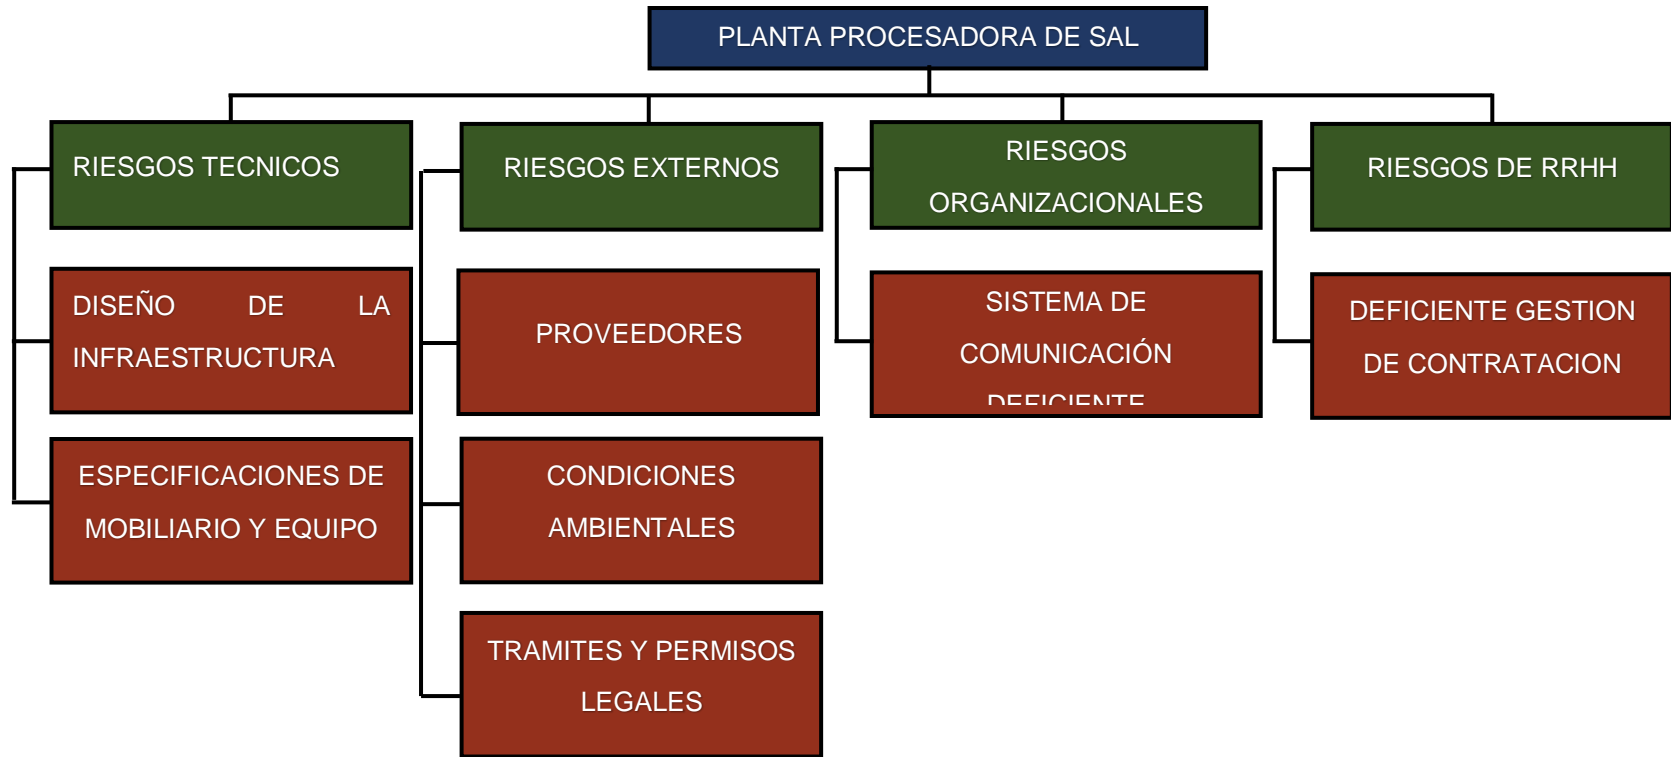 PLANTA PROCESADORA DE SAL
RIESGOS TECNICOS
DISEÑO DE LA
INFRAESTRUCTURA
ESPECIFICACIONES DE
MOBILIARIO Y EQUIPO
RIESGOS EXTERNOS
PROVEEDORES
CONDICIONES
AMBIENTALES
TRAMITES Y PERMISOS
LEGALES
RIESGOS
ORGANIZACIONALES
SISTEMA DE
COMUNICACIÓN
DEFICIENTE
RIESGOS DE RRHH
DEFICIENTE GESTION
DE CONTRATACION